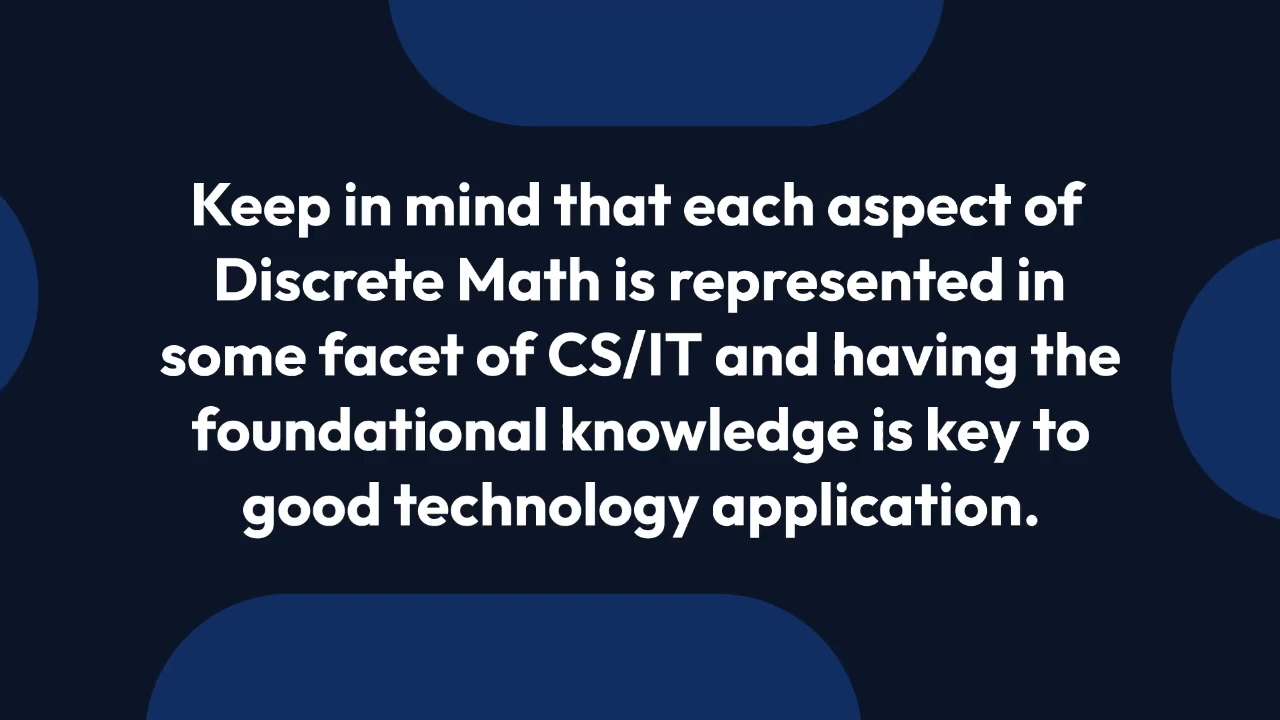 Keep in mind that each aspect of
Discrete Math is represented in
some facet of CS/IT and having the
foundational knowledge is key to
good technology application.